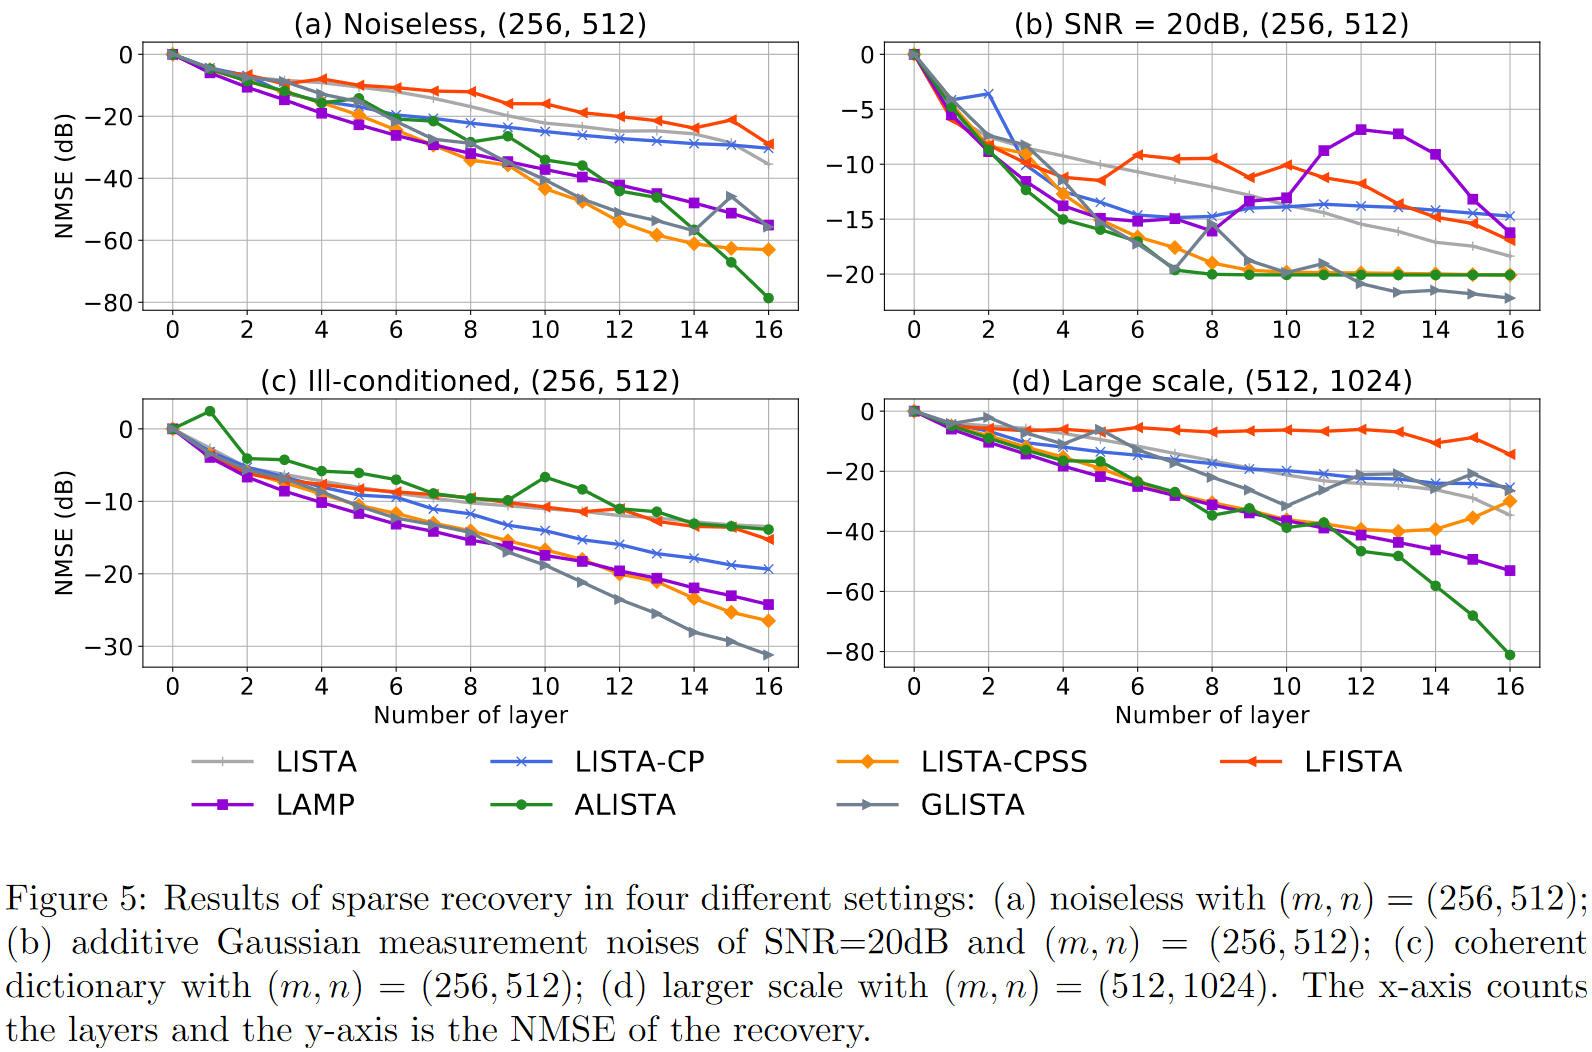 (a) Noiseless, (256, 512)
(b) SNR = 20dB, (256, 512)
NMSE (dB)
0
−20
−40
−60
−80
0 2 4 6 8 10 12 14 16
0
−5
−10
−15
−20
0 2 4 6 8 10 12 14 16
(c) Ill-conditioned, (256, 512)
(d) Large scale, (512, 1024)
NMSE (dB)
0
−10
−20
−30
0 2 4 6 8 10 12 14 16
Number of layer
0
−20
−40
−60
−80
0 2 4 6 8 10 12 14 16
Number of layer
LISTA LISTA-CP LISTA-CPSS LFISTA
LAMP ALISTA GLISTA
Figure 5: Results of sparse recovery in four different settings: (a) noiseless with (m, n) = (256, 512);
(b) additive Gaussian measurement noises of SNR=20dB and (m, n) = (256, 512); (c) coherent
dictionary with (m, n) = (256, 512); (d) larger scale with (m, n) = (512, 1024). The x-axis counts
the layers and the y-axis is the NMSE of the recovery.